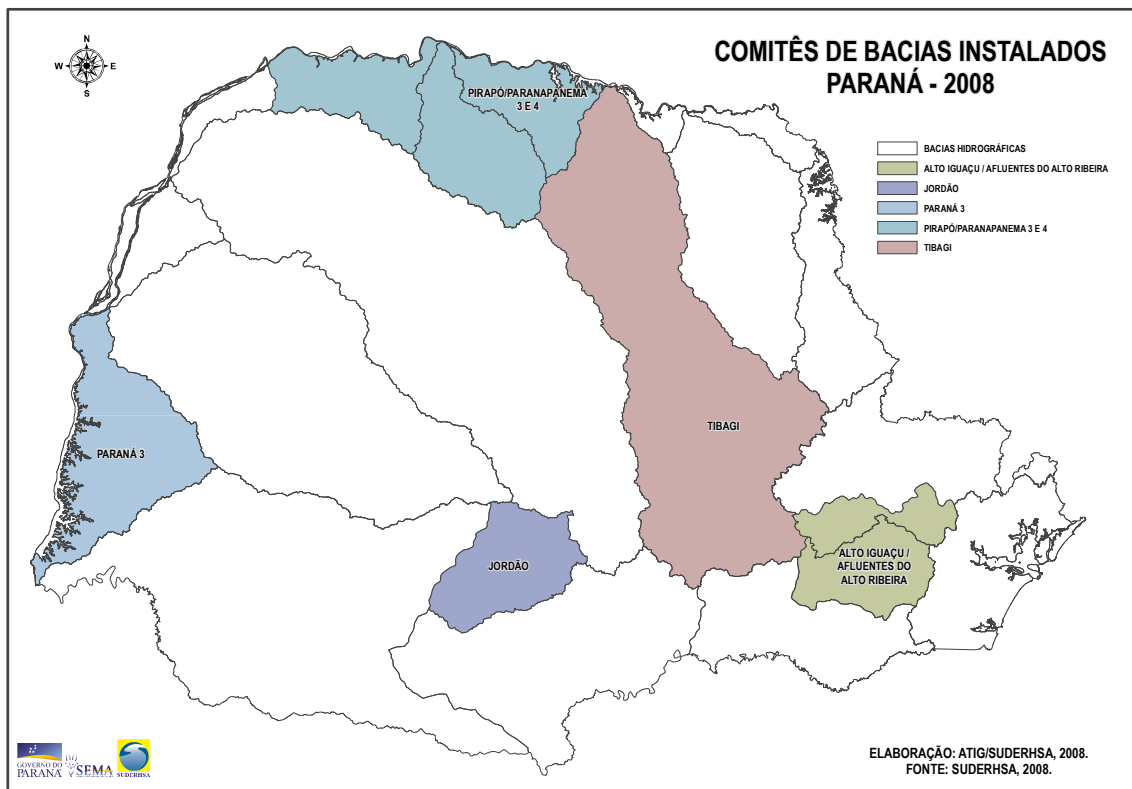 COMITÊS DE BACIAS INSTALADOS
PARANÁ - 2008
N
W
E
S
PIRAPÓ/PARANAPANEMA
3 E 4
BACIAS HIDROGRÁFICAS
ALTO IGUAÇU / AFLUENTES DO ALTO RIBEIRA
JORDÃO
PARANÁ 3
PIRAPÓ/PARANAPANEMA 3 E 4
TIBAGI
TIBAGI
PARANÁ 3
JORDÃO
ALTO IGUAÇU /
AFLUENTES DO
ALTO RIBEIRA
GOVERNO DO
PARANÁ
SEMA
SUDERHSA
ELABORAÇÃO: ATIG/SUDERHSA, 2008.
FONTE: SUDERHSA, 2008.